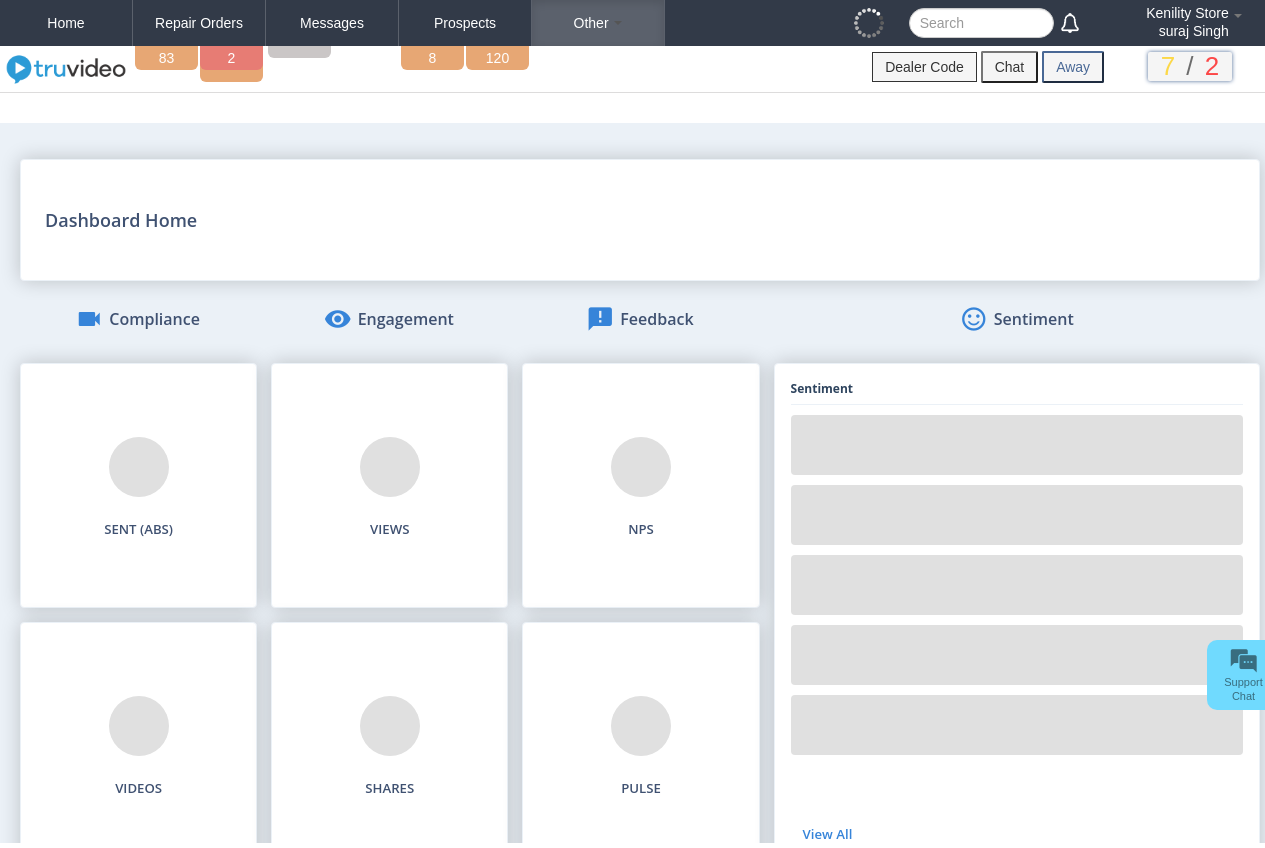 Home
Repair Orders
Messages
Prospects
Other
Search
Kenility Store
suraj Singh
truvideo
83
2
8
120
Dealer Code
Chat
Away
7 / 2
Dashboard Home
Compliance
Engagement
Feedback
Sentiment
Sentiment
SENT (ABS)
VIEWS
NPS
Support
Chat
VIDEOS
SHARES
PULSE
View All